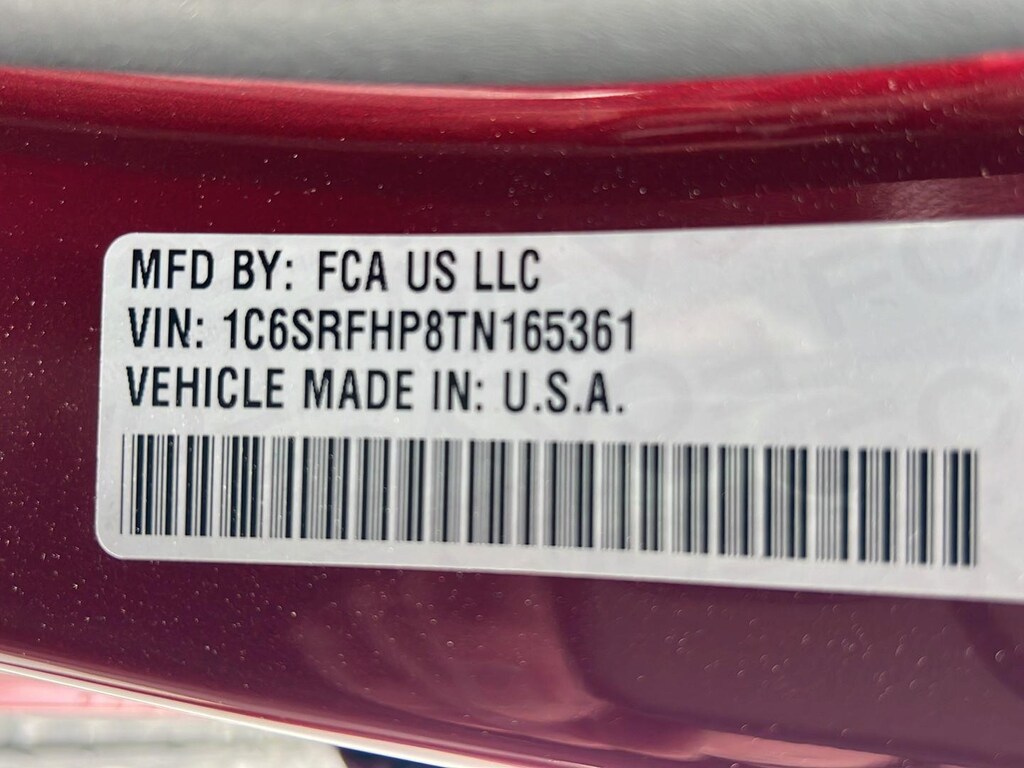 MFD BY: FCA US LLC
VIN: 1C6SRFHP8TN165361
VEHICLE MADE IN: U.S.A.